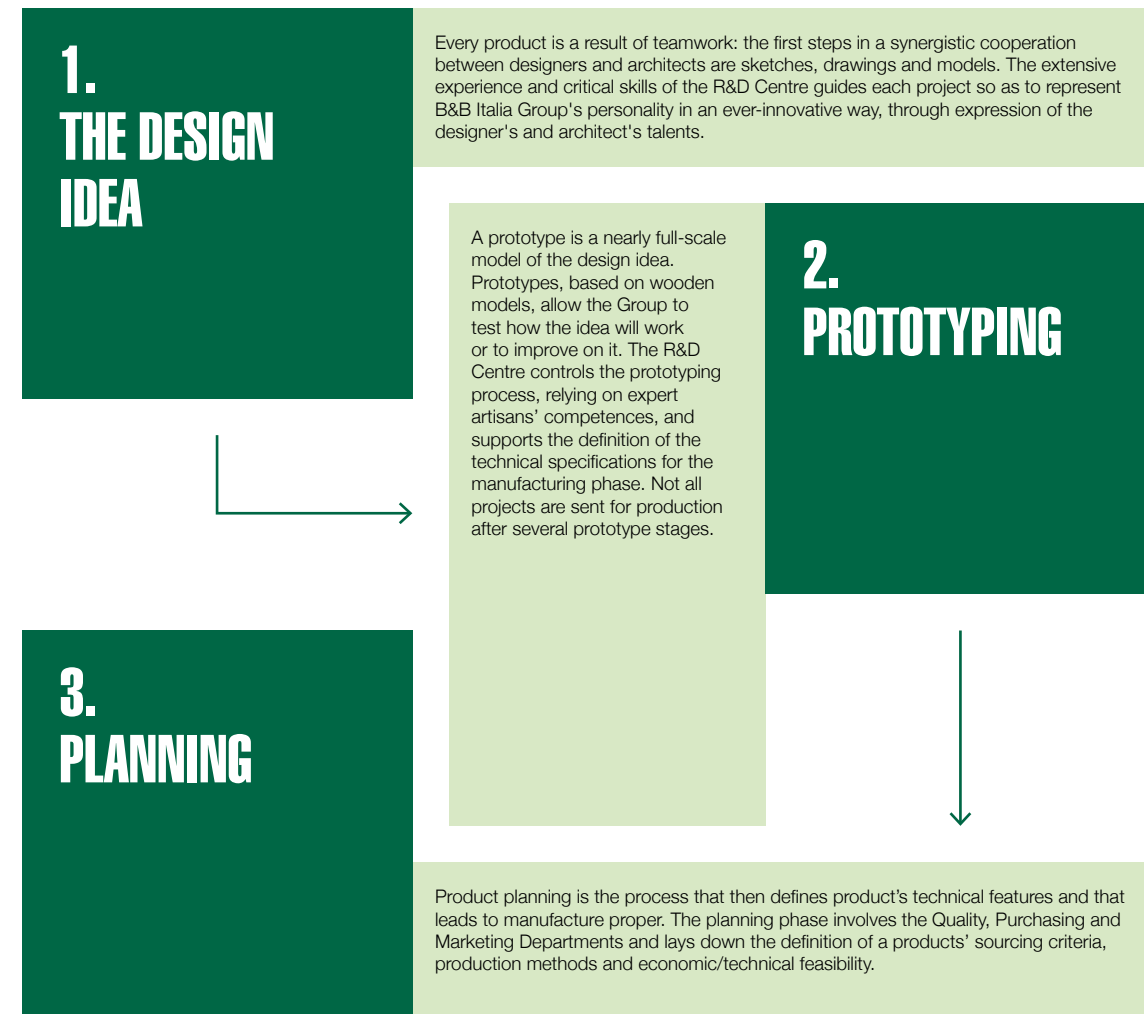 1.
THE DESIGN
IDEA
Every product is a result of teamwork: the first steps in a synergistic cooperation
between designers and architects are sketches, drawings and models. The extensive
experience and critical skills of the R&D Centre guides each project so as to represent
B&B Italia Group's personality in an ever-innovative way, through expression of the
designer's and architect's talents.
2.
PROTOTYPING
A prototype is a nearly full-scale
model of the design idea.
Prototypes, based on wooden
models, allow the Group to
test how the idea will work
or to improve on it. The R&D
Centre controls the prototyping
process, relying on expert
artisans’ competences, and
supports the definition of the
technical specifications for the
manufacturing phase. Not all
projects are sent for production
after several prototype stages.
3.
PLANNING
Product planning is the process that then defines product’s technical features and that
leads to manufacture proper. The planning phase involves the Quality, Purchasing and
Marketing Departments and lays down the definition of a products’ sourcing criteria,
production methods and economic/technical feasibility.